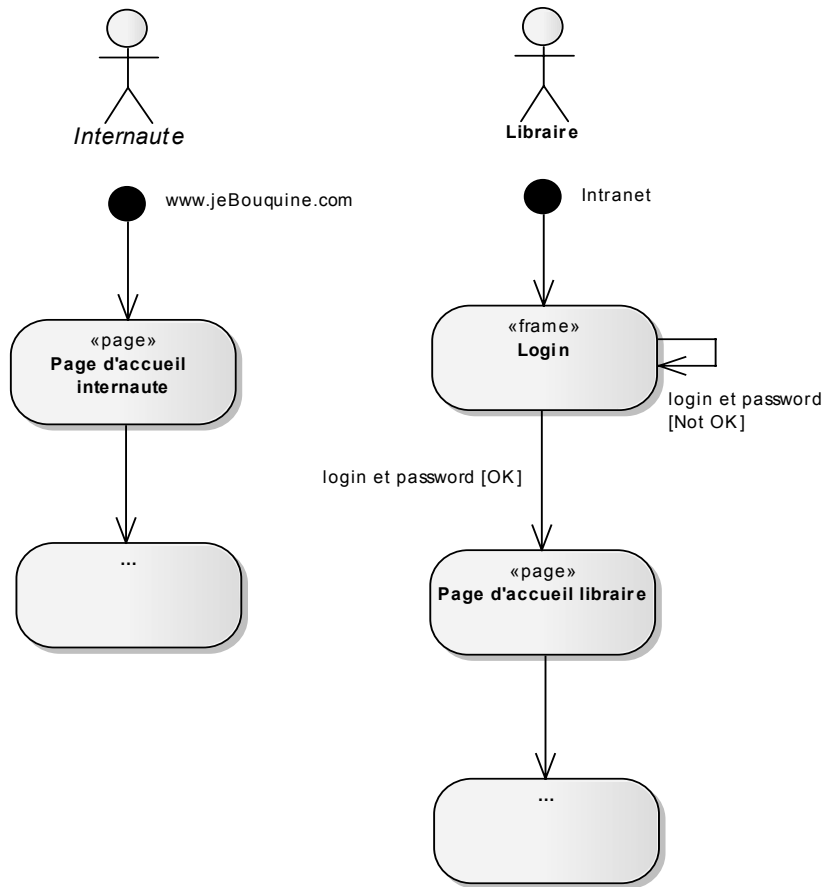 Internaute
www.jeBouquine.com
«page»
Page d'accueil
internaute
...
Libraire
Intranet
«frame»
Login
login et password
[Not OK]
login et password [OK]
«page»
Page d'accueil libraire
...